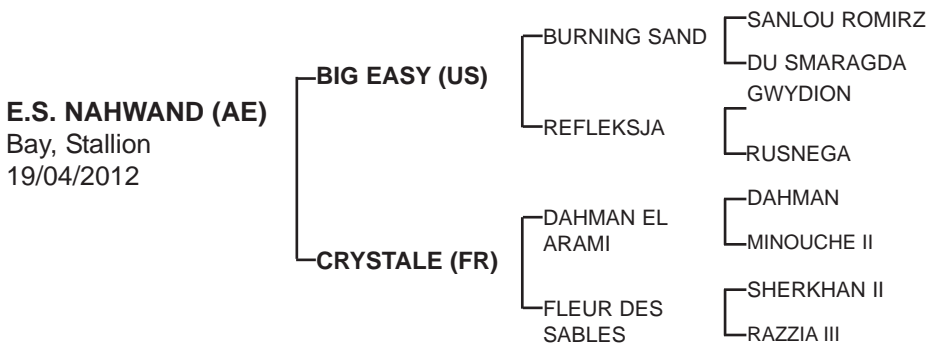 E.S. NAHWAND (AE)
Bay, Stallion
19/04/2012
BIG EASY (US)
CRYSTALE (FR)
BURNING SAND
REFLEKSJA
DAHMAN EL
ARAMI
FLEUR DES
SABLES
SANLOU ROMIRZ
DU SMARAGDA
GWYDION
RUSNEGA
DAHMAN
MINOUCHE II
SHERKHAN II
RAZZIA III